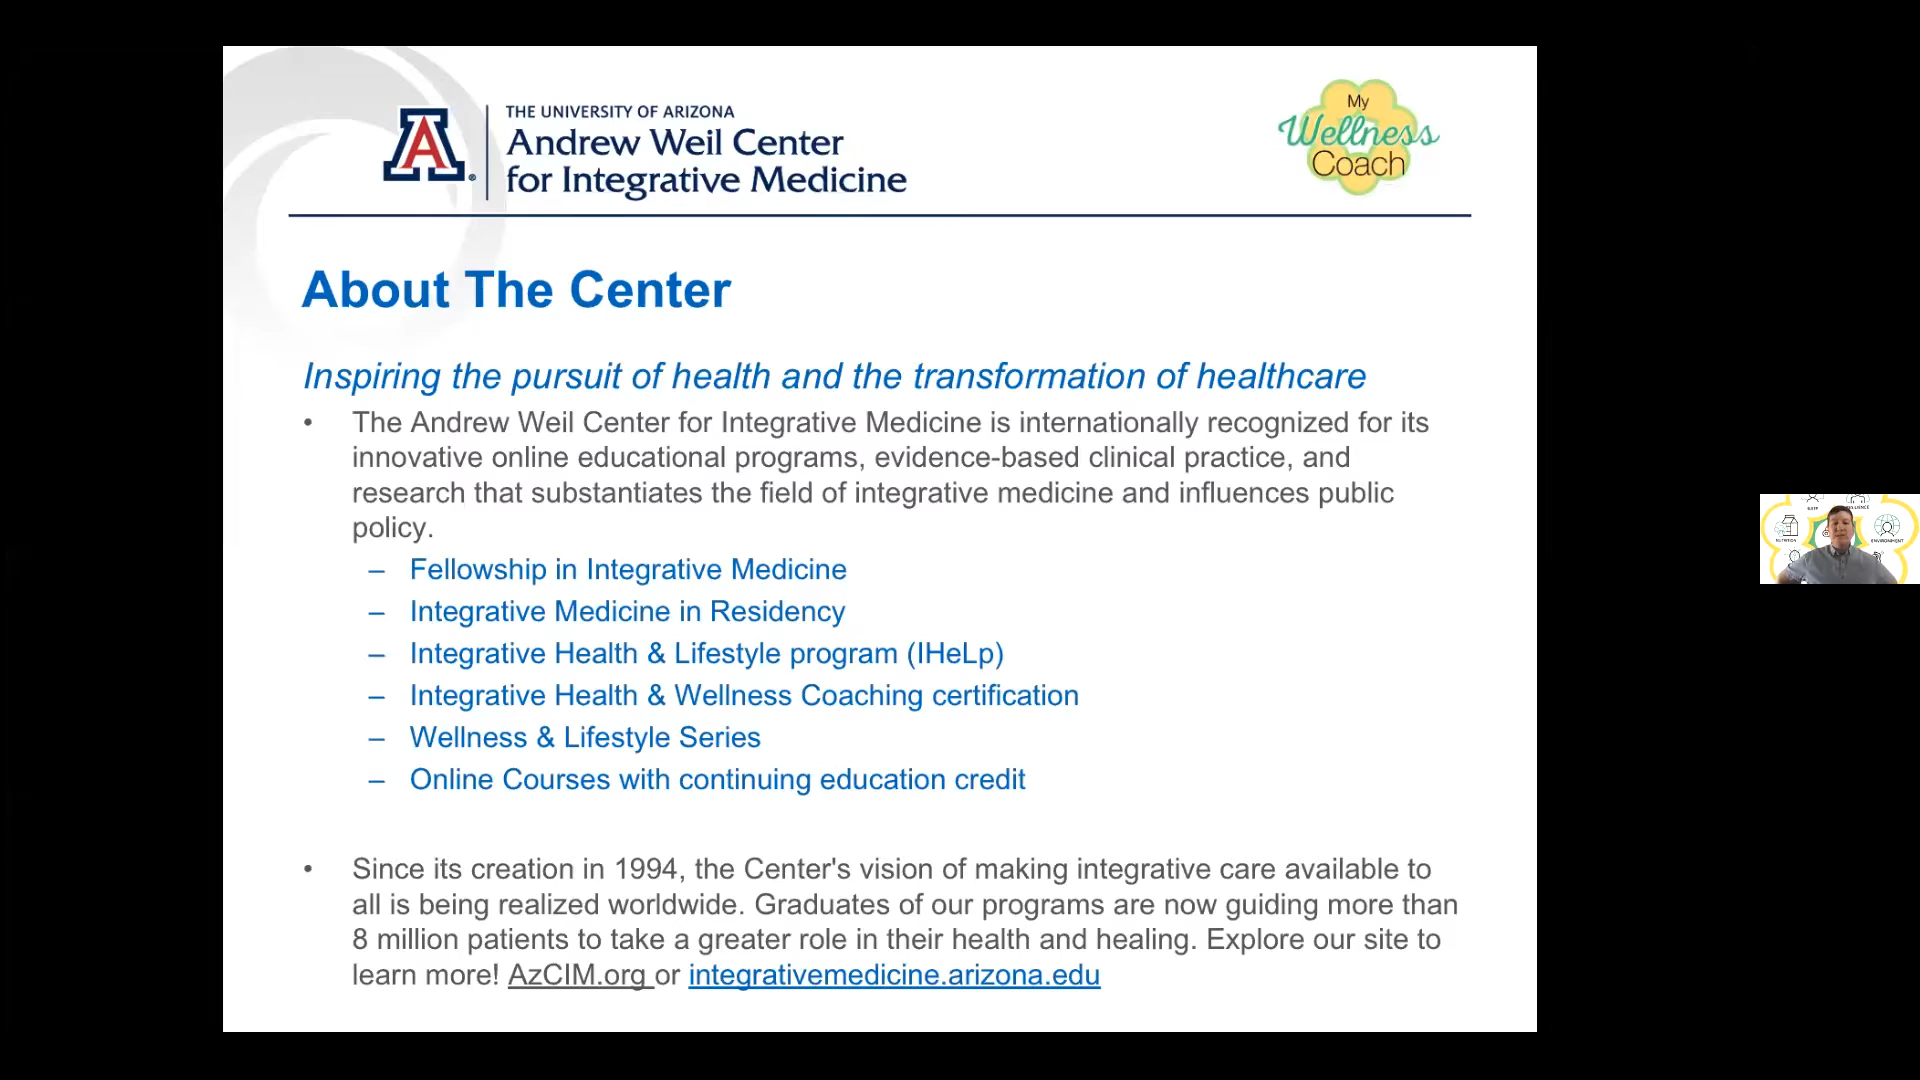 THE UNIVERSITY OF ARIZONA
Andrew Weil Center
for Integrative Medicine
My
Wellness
Coach
About The Center
Inspiring the pursuit of health and the transformation of healthcare
• The Andrew Weil Center for Integrative Medicine is internationally recognized for its
innovative online educational programs, evidence-based clinical practice, and
research that substantiates the field of integrative medicine and influences public
policy.
– Fellowship in Integrative Medicine
– Integrative Medicine in Residency
– Integrative Health & Lifestyle program (IHeLp)
– Integrative Health & Wellness Coaching certification
– Wellness & Lifestyle Series
– Online Courses with continuing education credit
• Since its creation in 1994, the Center's vision of making integrative care available to
all is being realized worldwide. Graduates of our programs are now guiding more than
8 million patients to take a greater role in their health and healing. Explore our site to
learn more! AzCIM.org or integrativemedicine.arizona.edu
SLEEP
NUTRITION
ENVIRONMENT